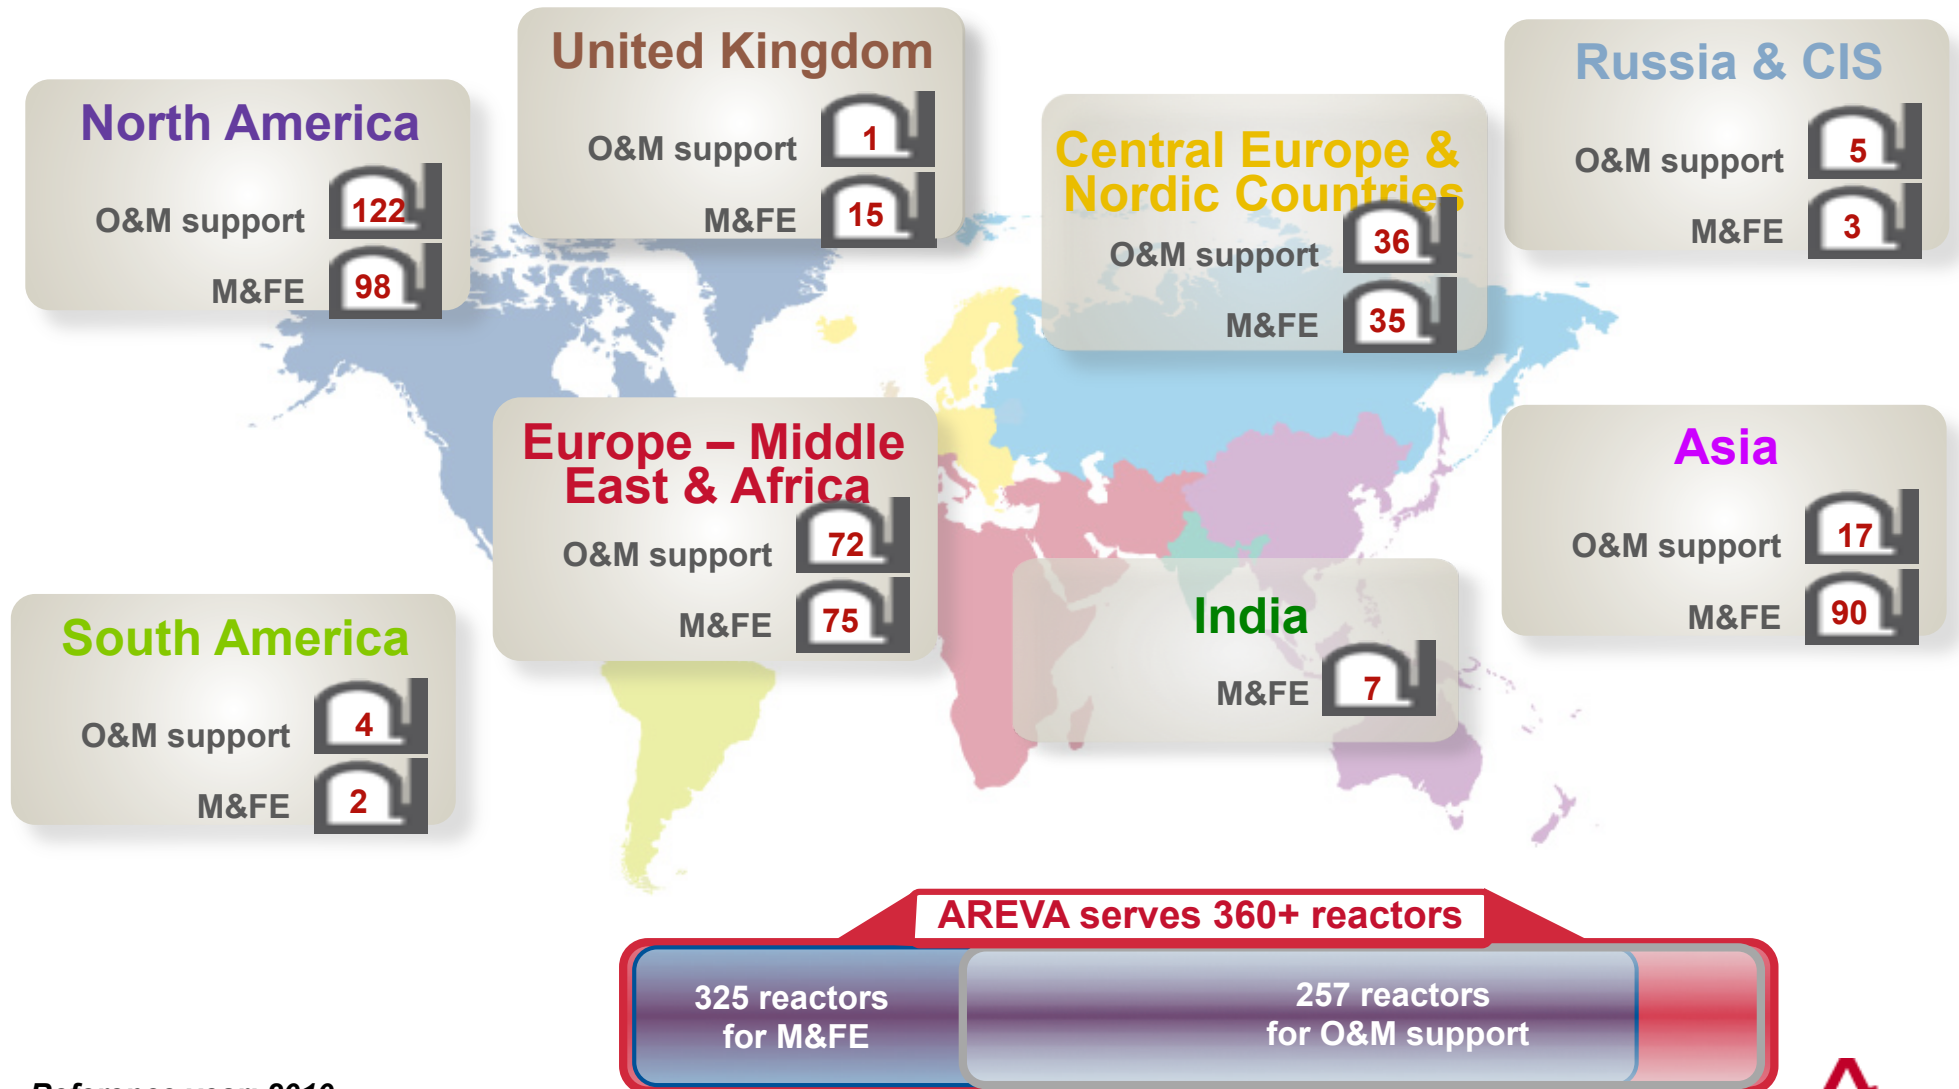 United Kingdom
O&M support 1
M&FE 15
Russia & CIS
O&M support 5
M&FE 3
North America
O&M support 122
M&FE 98
Central Europe &
Nordic Countries
O&M support 36
M&FE 35
Europe – Middle
East & Africa
O&M support 72
M&FE 75
Asia
O&M support 17
M&FE 90
India
M&FE 7
South America
O&M support 4
M&FE 2
AREVA serves 360+ reactors
325 reactors
for M&FE
257 reactors
for O&M support
Reference year: 2010